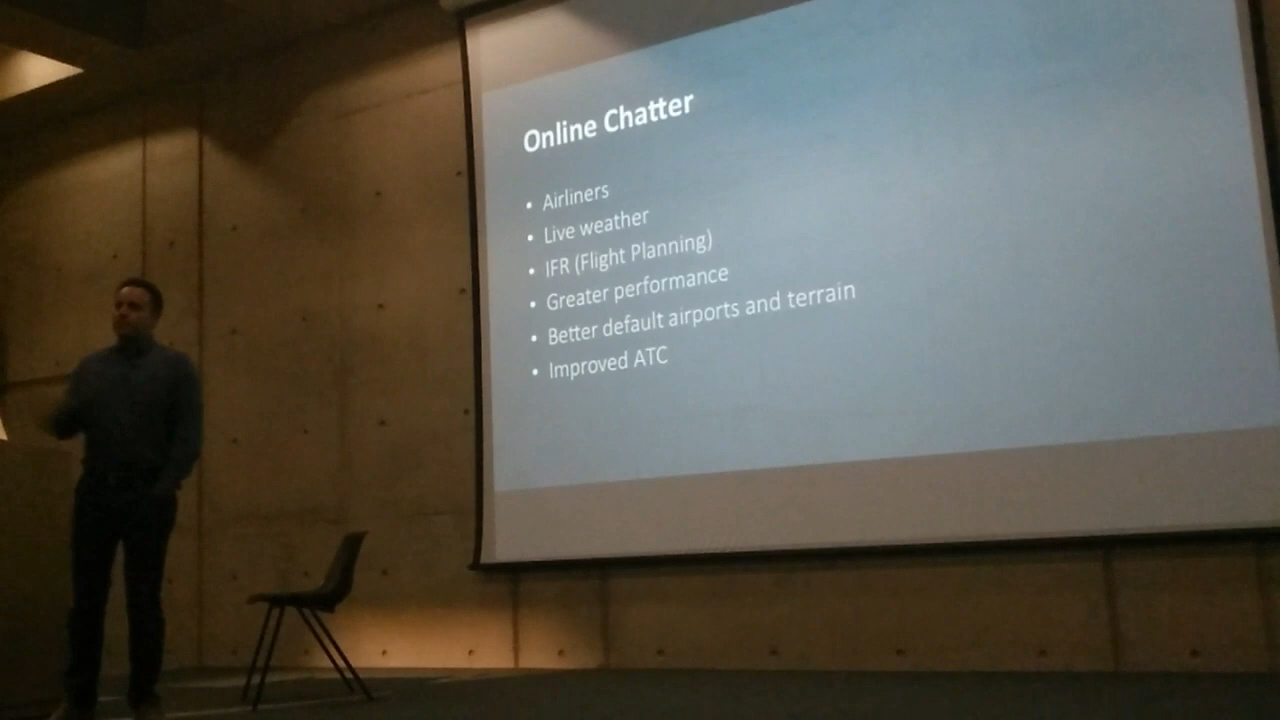 Online Chatter
• Airliners
• Live weather
• IFR (Flight Planning)
• Greater performance
• Better default airports and terrain
• Improved ATC